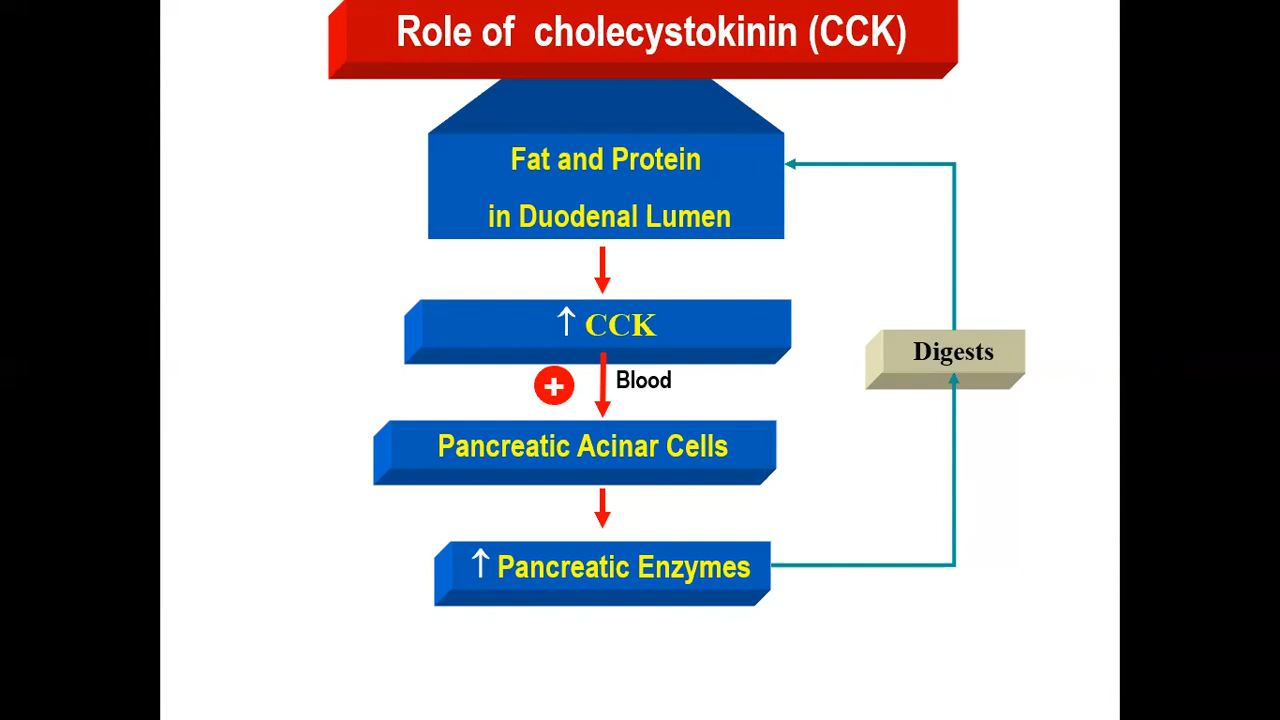 Role of cholecystokinin (CCK)
Fat and Protein
in Duodenal Lumen
↑ CCK
+ Blood
Pancreatic Acinar Cells
↑ Pancreatic Enzymes
Digests